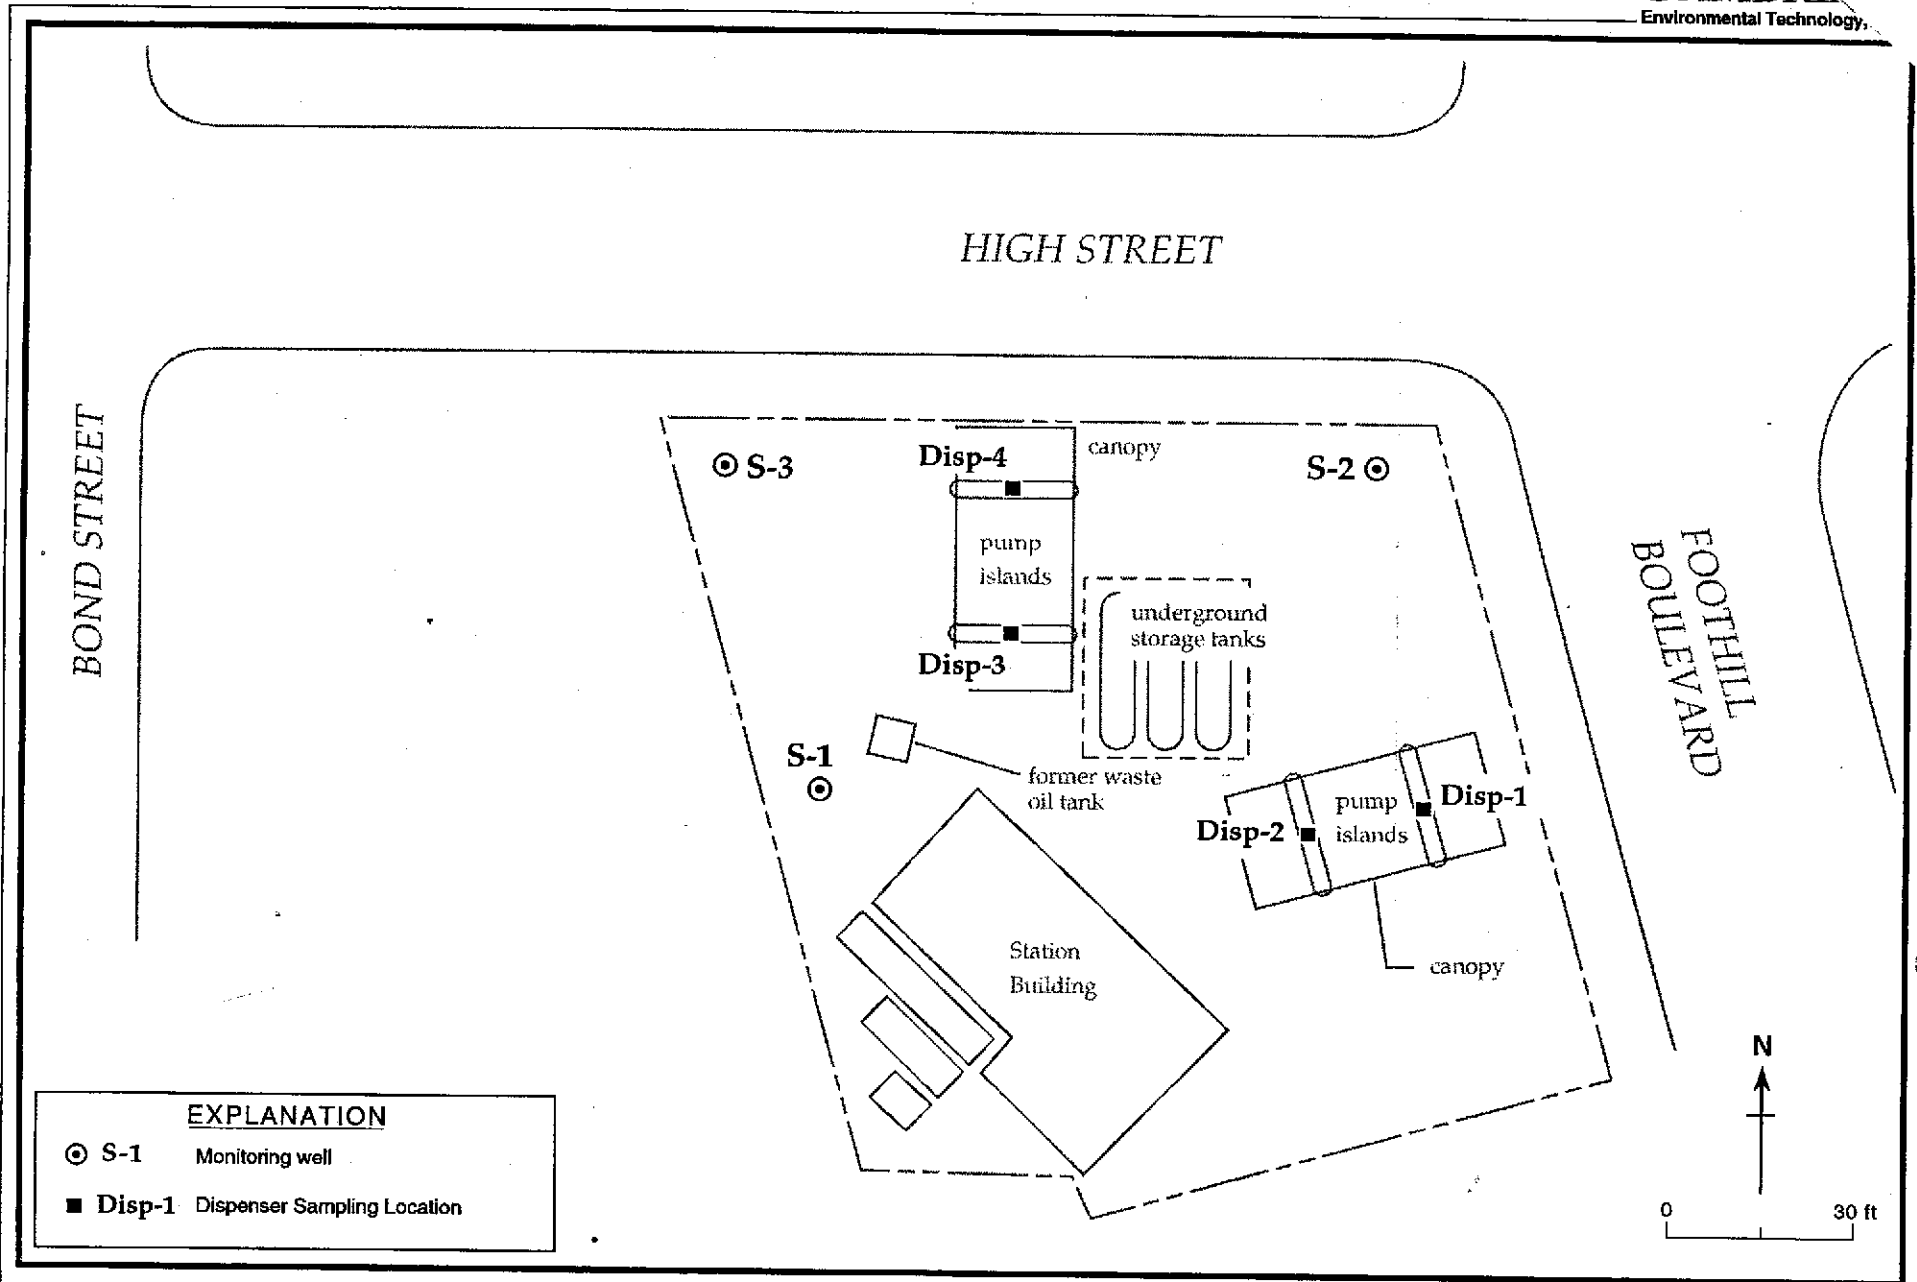 Environmental Technology,
HIGH STREET
BOND STREET
FOOTHILL
BOULEVARD
S-3
Disp-4
canopy
S-2
pump
islands
underground
storage tanks
Disp-3
S-1
former waste
oil tank
pump
islands
Disp-1
Disp-2
Station
Building
canopy
N
0 30 ft
EXPLANATION
S-1 Monitoring well
Disp-1 Dispenser Sampling Location